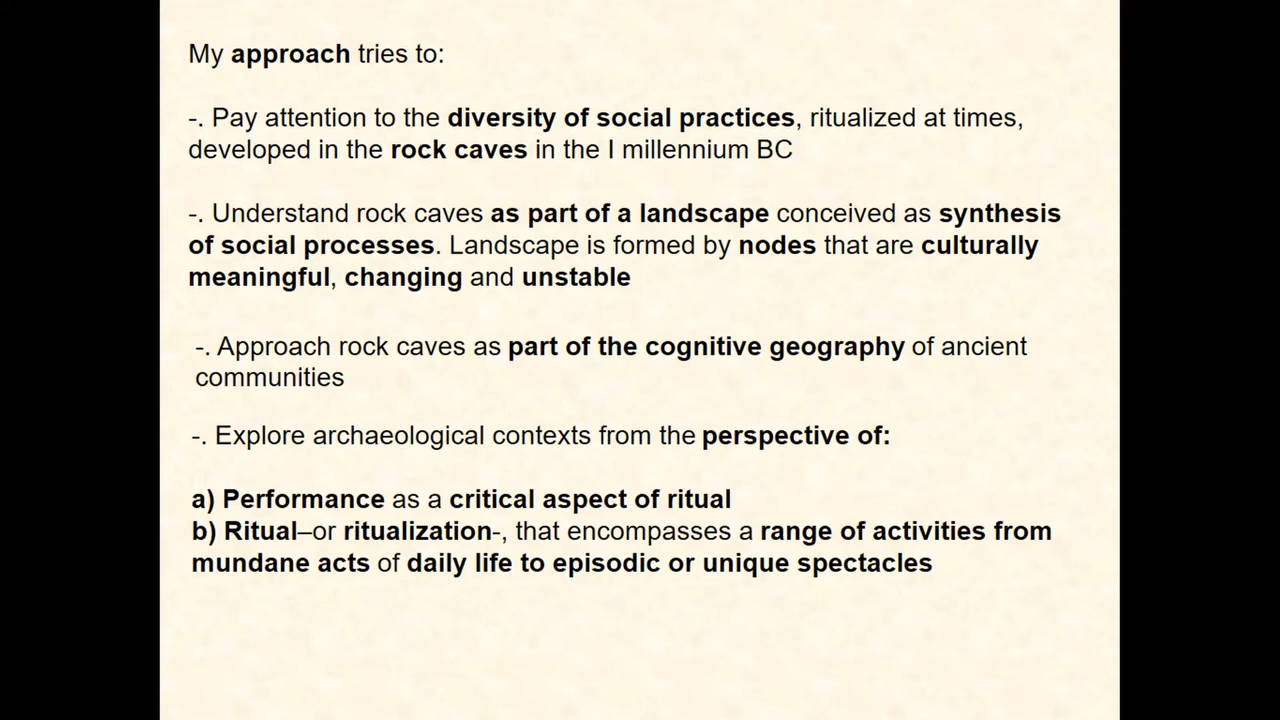 My approach tries to:
-. Pay attention to the diversity of social practices, ritualized at times,
developed in the rock caves in the I millennium BC
-. Understand rock caves as part of a landscape conceived as synthesis
of social processes. Landscape is formed by nodes that are culturally
meaningful, changing and unstable
-. Approach rock caves as part of the cognitive geography of ancient
communities
-. Explore archaeological contexts from the perspective of:
a) Performance as a critical aspect of ritual
b) Ritual–or ritualization-, that encompasses a range of activities from
mundane acts of daily life to episodic or unique spectacles